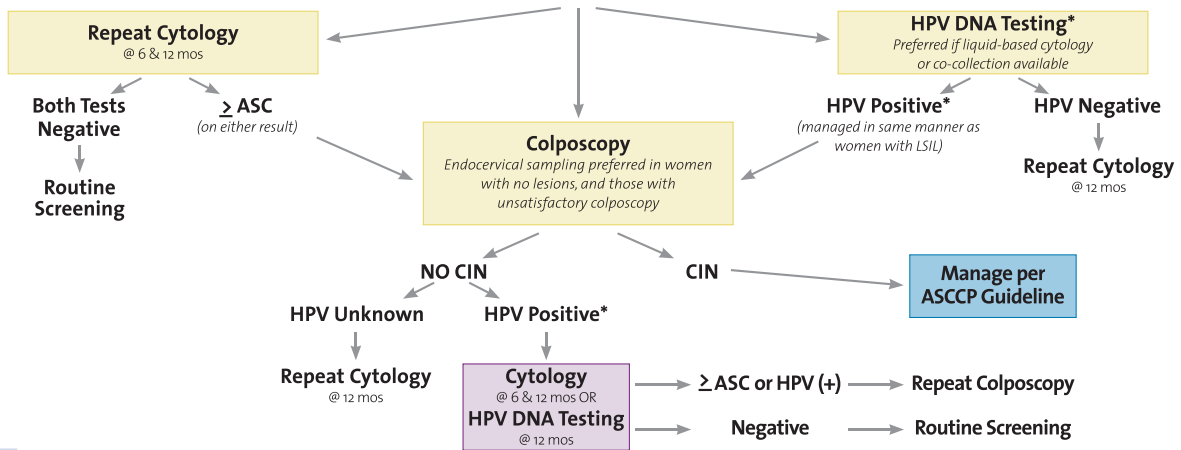 Repeat Cytology
@ 6 & 12 mos
HPV DNA Testing*
Preferred if liquid-based cytology
or co-collection available
Both Tests
Negative
≥ ASC
(on either result)
Routine
Screening
HPV Positive*
(managed in same manner as
women with LSIL)
HPV Negative
Repeat Cytology
@ 12 mos
Colposcopy
Endocervical sampling preferred in women
with no lesions, and those with
unsatisfactory colposcopy
NO CIN
CIN
Manage per
ASCCP Guideline
HPV Unknown
HPV Positive*
Repeat Cytology
@ 12 mos
Cytology
@ 6 & 12 mos OR
HPV DNA Testing
@ 12 mos
≥ ASC or HPV (+)
Repeat Colposcopy
Negative
Routine Screening